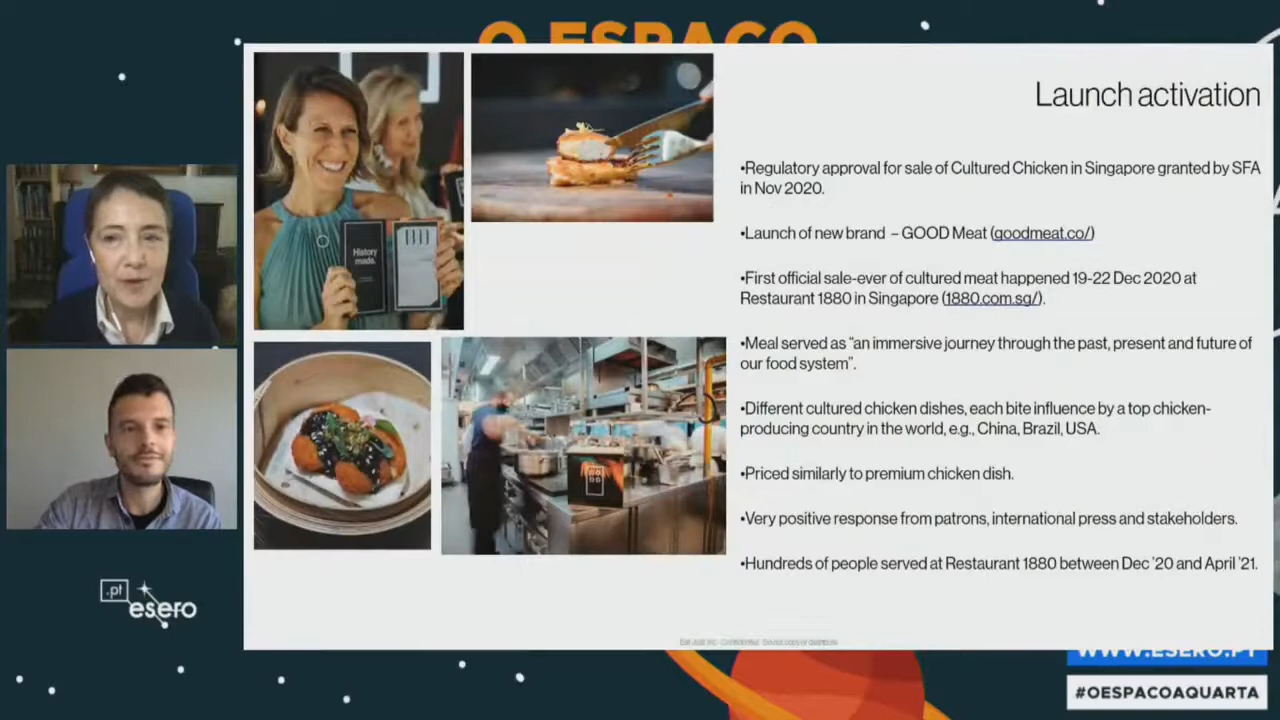 O ESPAÇO
Launch activation
•Regulatory approval for sale of Cultured Chicken in Singapore granted by SFA
in Nov 2020.
•Launch of new brand – GOOD Meat (goodmeat.co/)
•First official sale-ever of cultured meat happened 19-22 Dec 2020 at
Restaurant 1880 in Singapore (1880.com.sg/).
•Meal served as “an immersive journey through the past, present and future of
our food system”.
•Different cultured chicken dishes, each bite influence by a top chicken-
producing country in the world, e.g., China, Brazil, USA.
•Priced similarly to premium chicken dish.
•Very positive response from patrons, international press and stakeholders.
•Hundreds of people served at Restaurant 1880 between Dec ’20 and April ’21.
History
made.
.pt
esero
WWW.ESERO.PT
#OESPACOAQUARTA